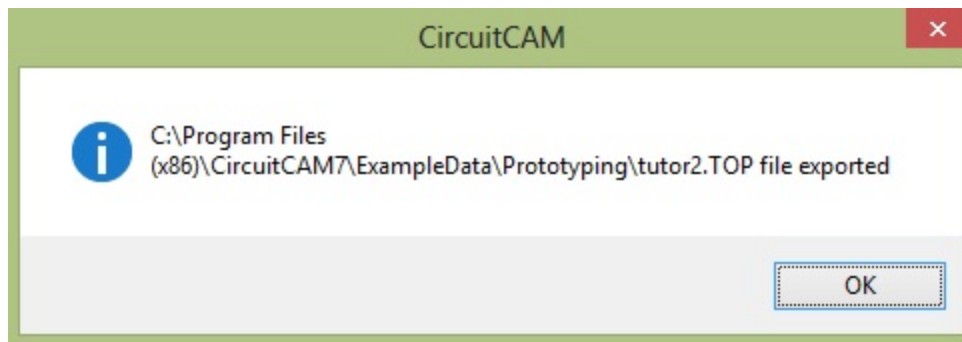 CircuitCAM
C:\Program Files
(x86)\CircuitCAM7\ExampleData\Prototyping\tutor2.TOP file exported
OK